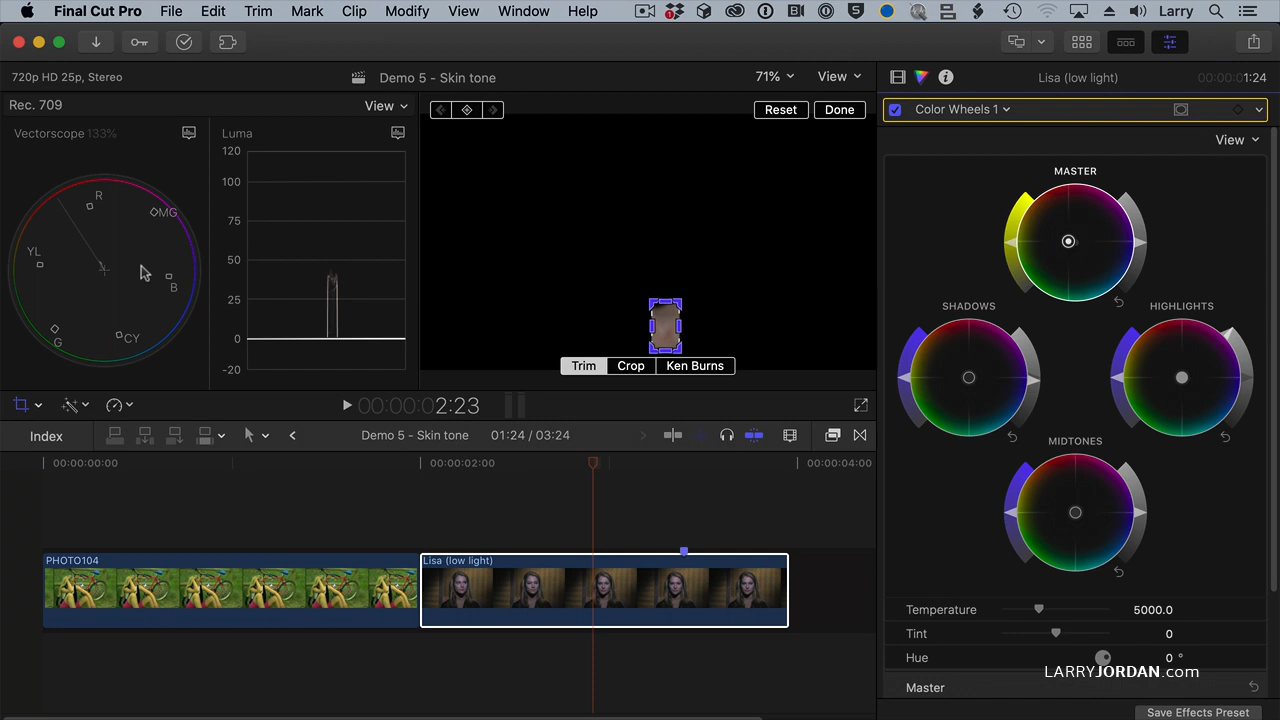 Final Cut Pro File Edit Trim Mark Clip Modify View Window Help Larry
720p HD 25p, Stereo
Demo 5 - Skin tone
71%
View
Lisa (low light)
00:00:01:24
Rec. 709
View
Reset
Done
Color Wheels 1
Vectorscope 133%
Luma
View
120
100
75
50
25
0
-20
R
MG
YL
B
G
CY
MASTER
SHADOWS
HIGHLIGHTS
MIDTONES
Trim Crop Ken Burns
00:00:02:23
Index
Demo 5 - Skin tone
01:24 / 03:24
00:00:00:00
00:00:02:00
00:00:04:00
PHOTO104
Lisa (low light)
Temperature 5000.0
Tint 0
Hue 0 °
LARRYJORDAN.com
Master
Save Effects Preset